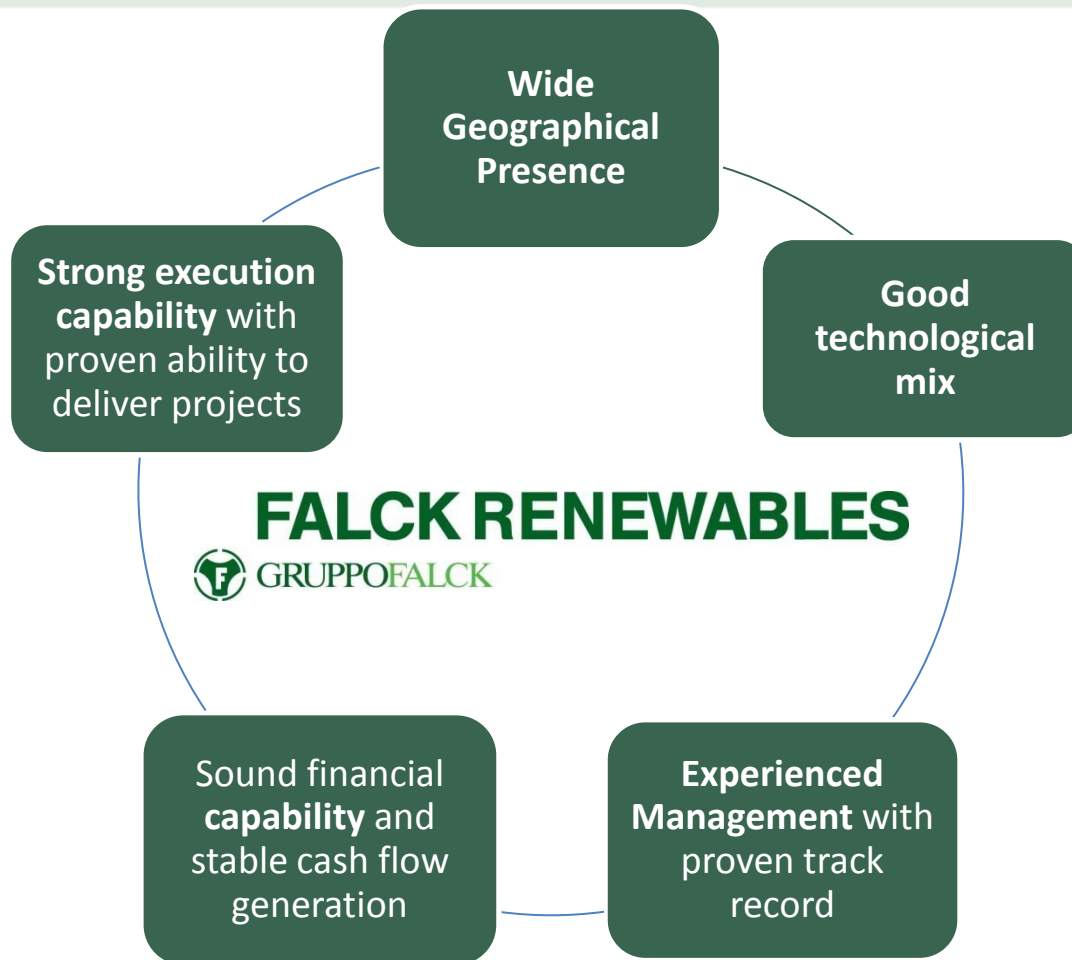 Wide
Geographical
Presence
Strong execution
capability with
proven ability to
deliver projects
Good
technological
mix
FALCK RENEWABLES
F GRUPPOFALCK
Sound financial
capability and
stable cash flow
generation
Experienced
Management with
proven track
record